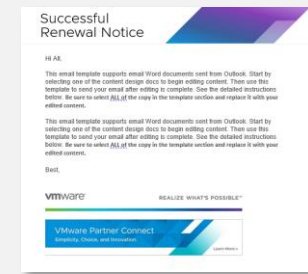 Successful
Renewal Notice
Hi All,
This email template supports email Word documents sent from Outlook. Start by
selecting one of the content design docs to begin editing content. Then use this
template to send your email after editing is complete. See the detailed instructions
below. Be sure to select ALL of the copy in the template section and replace it with your
edited content.
This email template supports email Word documents sent from Outlook. Start by
selecting one of the content design docs to begin editing content. Then use this
template to send your email after editing is complete. See the detailed instructions
below. Be sure to select ALL of the copy in the template section and replace it with your
edited content.
Best,
vmware
REALIZE WHAT'S POSSIBLE™
VMware Partner Connect
Simplicity, Choice, and Innovation
Learn More >